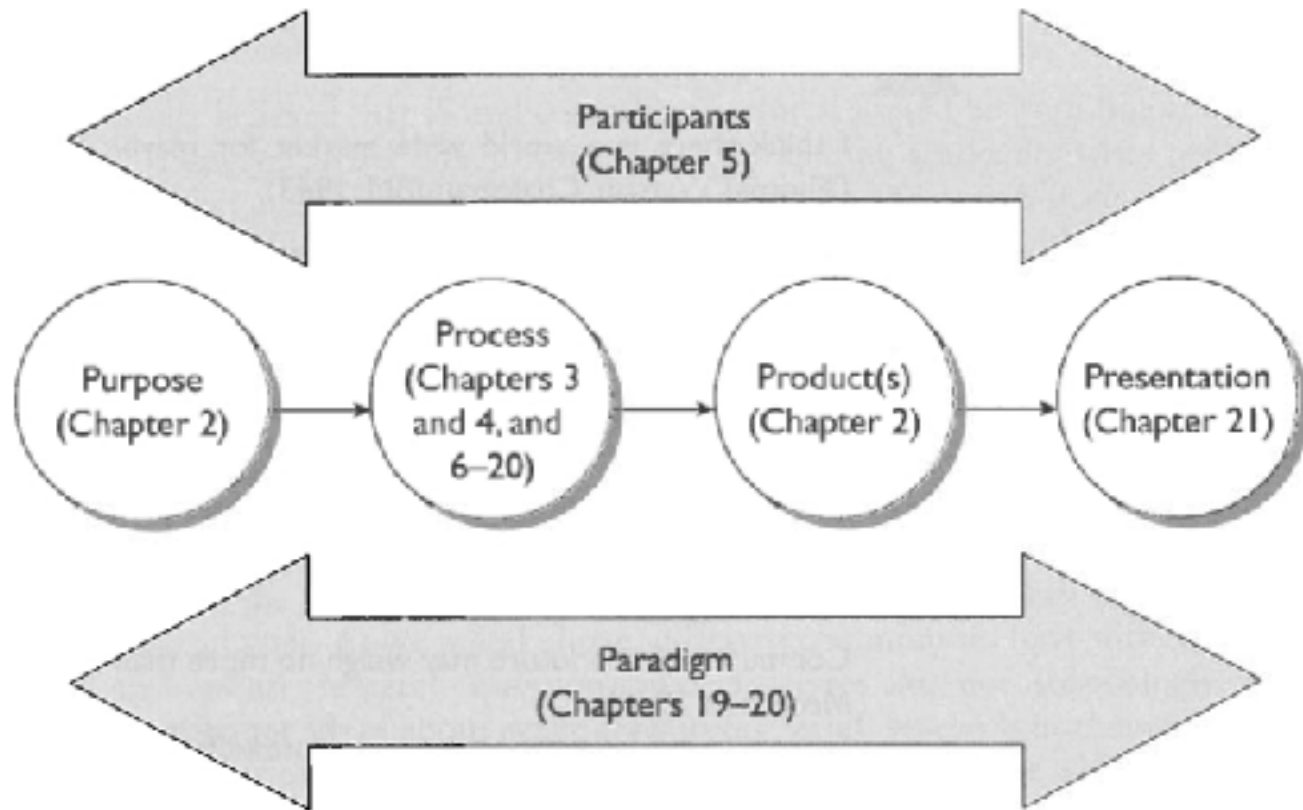 Participants
(Chapter 5)
Purpose
(Chapter 2)
Process
(Chapters 3
and 4, and
6–20)
Product(s)
(Chapter 2)
Presentation
(Chapter 21)
Paradigm
(Chapters 19–20)